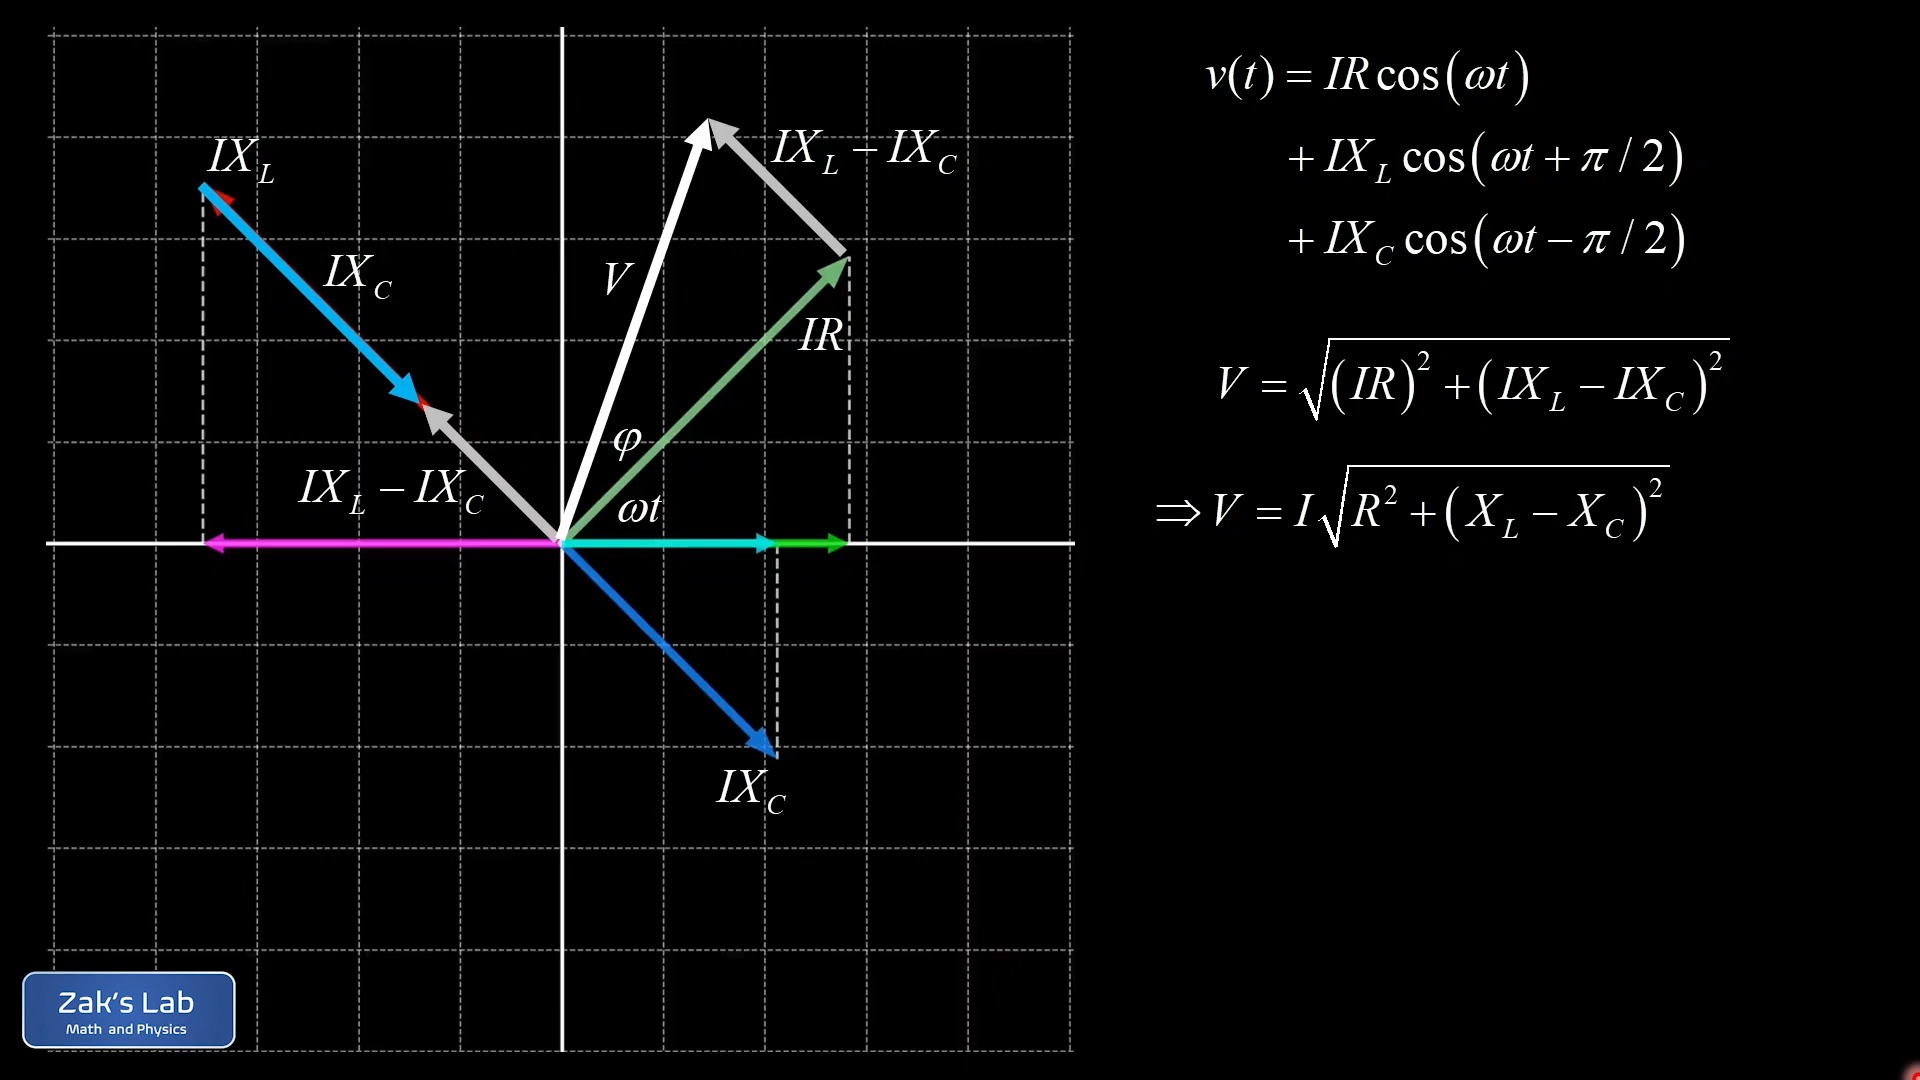 IX_L
IX_C
IX_L − IX_C
V
IX_L − IX_C
IR
φ
ωt
IX_C
v(t) = IR cos(ωt)
+ IX_L cos(ωt + π / 2)
+ IX_C cos(ωt − π / 2)
V = √((IR)² + (IX_L − IX_C)²)
⇒ V = I√(R² + (X_L − X_C)²)
Zak's Lab
Math and Physics